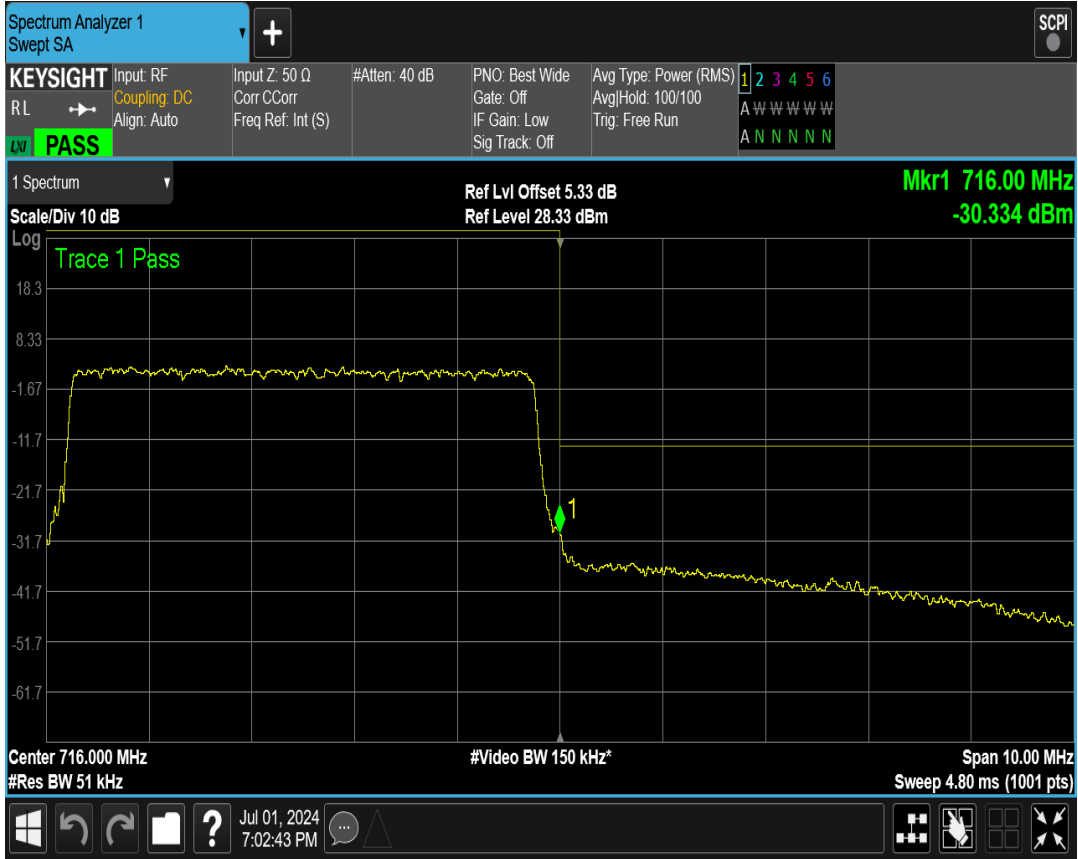 Spectrum Analyzer 1
Swept SA
+
SCPI
KEYSIGHT
RL
LXI PASS
Input: RF
Coupling: DC
Align: Auto
Input Z: 50 Ω
Corr CCorr
Freq Ref: Int (S)
#Atten: 40 dB
PNO: Best Wide
Gate: Off
IF Gain: Low
Sig Track: Off
Avg Type: Power (RMS)
Avg|Hold: 100/100
Trig: Free Run
1 2 3 4 5 6
A W W W W W
A N N N N N
1 Spectrum
Scale/Div 10 dB
Ref Lvl Offset 5.33 dB
Ref Level 28.33 dBm
Mkr1 716.00 MHz
-30.334 dBm
Log
Trace 1 Pass
18.3
8.33
-1.67
-11.7
-21.7
1
-31.7
-41.7
-51.7
-61.7
Center 716.000 MHz
#Video BW 150 kHz*
Span 10.00 MHz
#Res BW 51 kHz
Sweep 4.80 ms (1001 pts)
?
Jul 01, 2024
7:02:43 PM
...